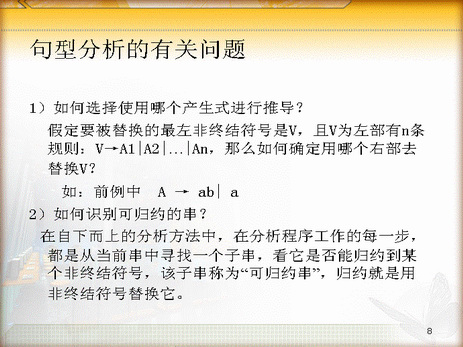 句型分析的有关问题
1）如何选择使用哪个产生式进行推导？
假定要被替换的最左非终结符号是V，且V为左部有n条
规则：V→A1|A2|…|An，那么如何确定用哪个右部去
替换V？
如：前例中 A → ab| a
2）如何识别可归约的串？
在自下而上的分析方法中，在分析程序工作的每一步，
都是从当前串中寻找一个子串，看它是否能归约到某
个非终结符号，该子串称为“可归约串”，归约就是用
非终结符号替换它。
8